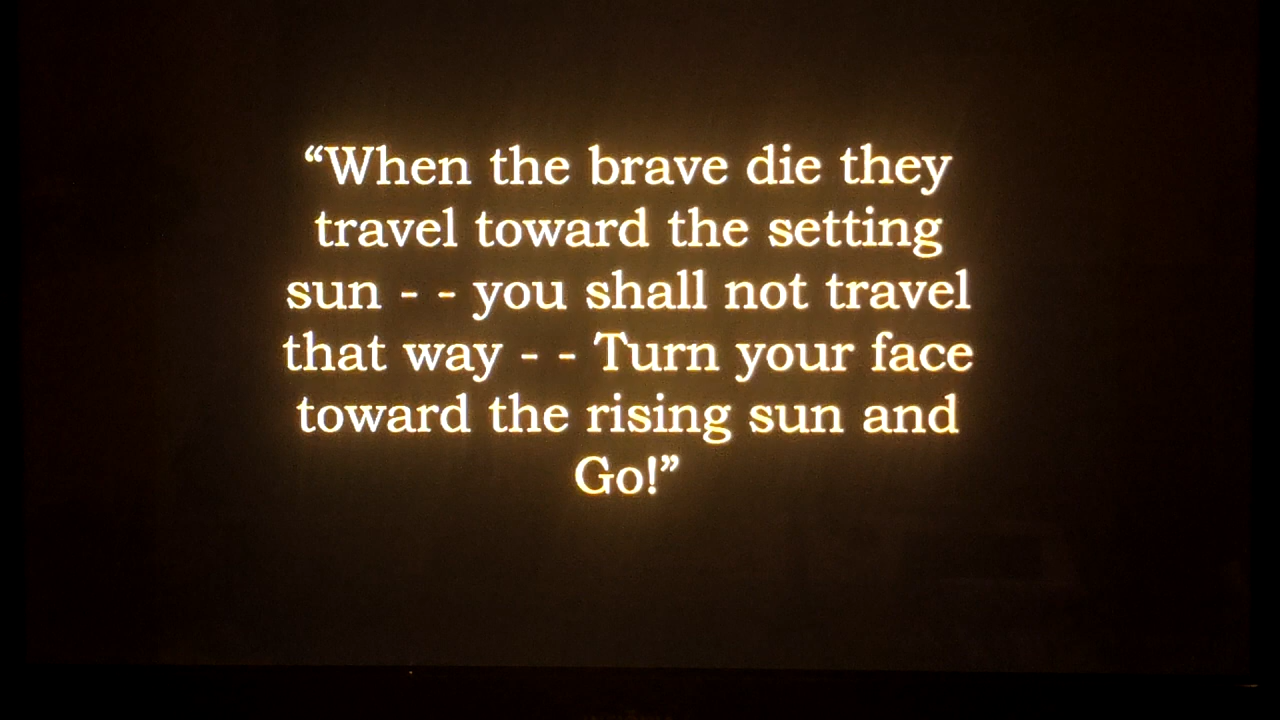 “When the brave die they
travel toward the setting
sun - - you shall not travel
that way - - Turn your face
toward the rising sun and
Go!”